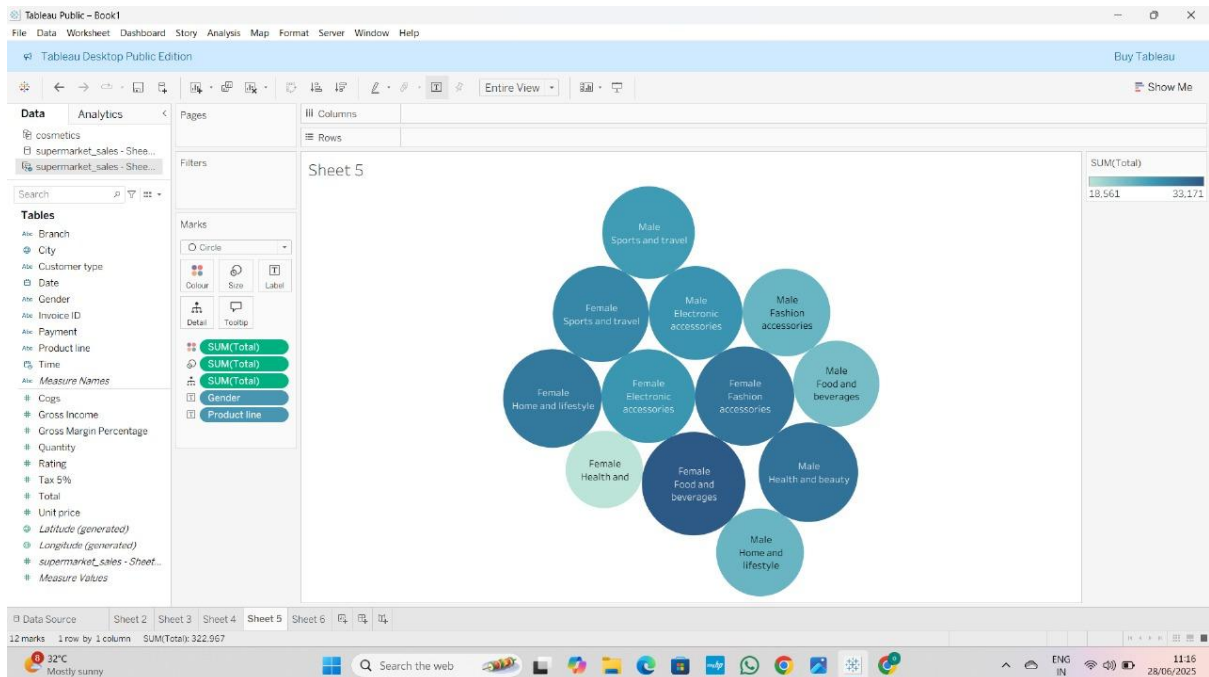 Tableau Public – Book1
File Data Worksheet Dashboard Story Analysis Map Format Server Window Help
Tableau Desktop Public Edition
Buy Tableau
Entire View
Show Me
Data Analytics
cosmetics
supermarket_sales - Shee...
supermarket_sales - Shee...
Search
Tables
Abc Branch
City
Abc Customer type
Date
Abc Gender
Abc Invoice ID
Abc Payment
Abc Product line
Time
Abc Measure Names
# Cogs
# Gross Income
# Gross Margin Percentage
# Quantity
# Rating
# Tax 5%
# Total
# Unit price
Latitude (generated)
Longitude (generated)
# supermarket_sales - Sheet...
# Measure Values
Pages
Filters
Marks
Circle
Colour Size Label
Detail Tooltip
SUM(Total)
SUM(Total)
SUM(Total)
Gender
Product line
Columns
Rows
Sheet 5
Male
Sports and travel
Female
Sports and travel
Male
Electronic
accessories
Male
Fashion
accessories
Female
Home and lifestyle
Female
Electronic
accessories
Female
Fashion
accessories
Male
Food and
beverages
Female
Health and
Female
Food and
beverages
Male
Health and beauty
Male
Home and
lifestyle
SUM(Total)
18,561 33,171
Data Source Sheet 2 Sheet 3 Sheet 4 Sheet 5 Sheet 6
12 marks 1 row by 1 column SUM(Total): 322,967
8
32°C
Mostly sunny
Search the web
ENG
IN
11:16
28/06/2025